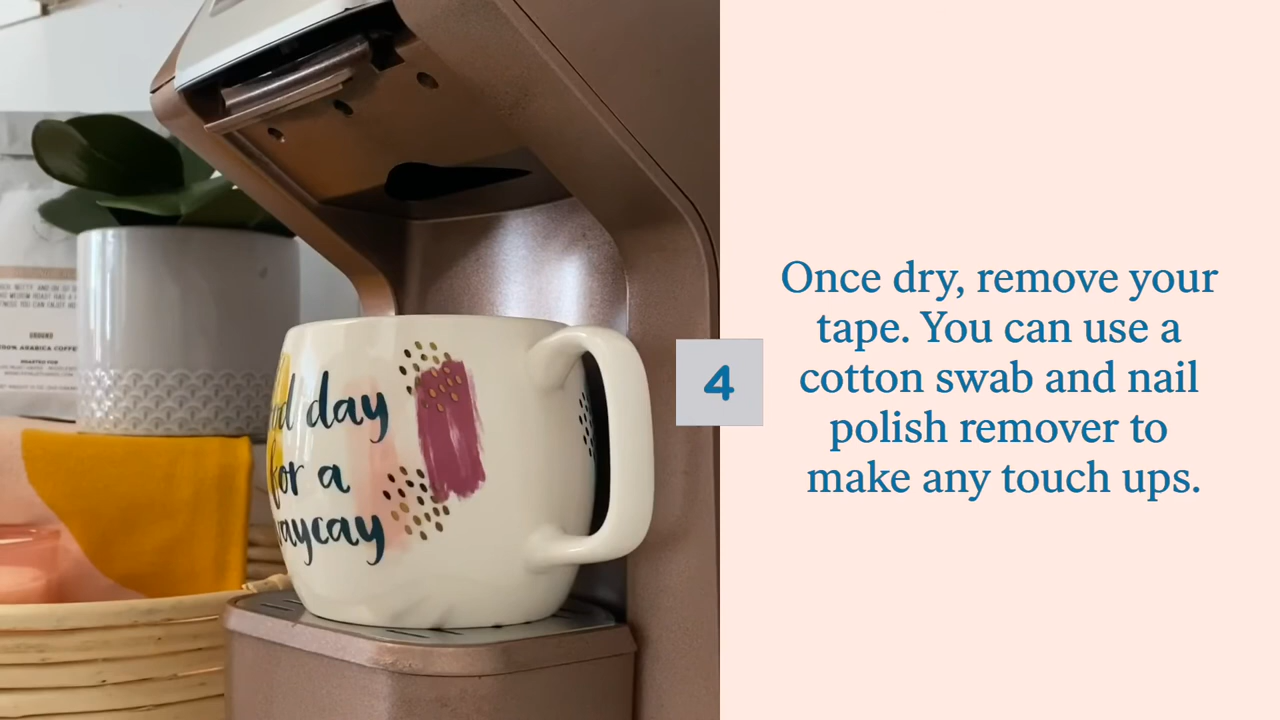 GROUND
day
for a
4
Once dry, remove your
tape. You can use a
cotton swab and nail
polish remover to
make any touch ups.